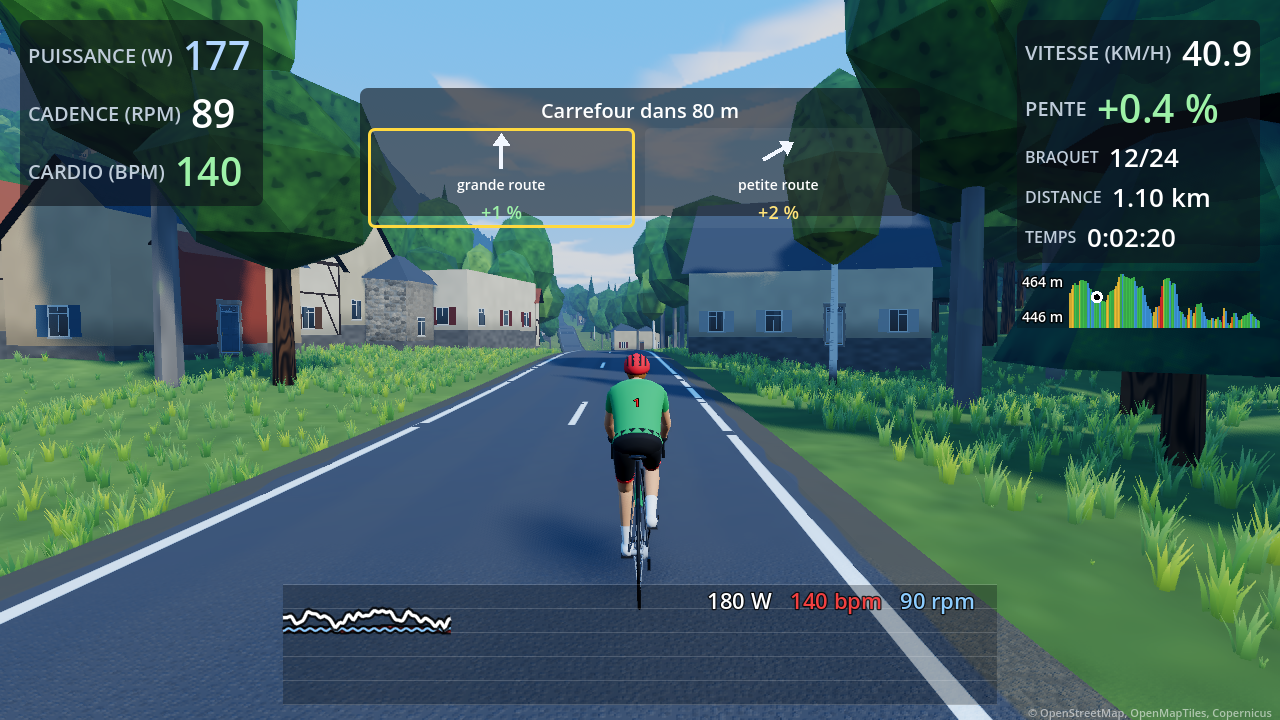 PUISSANCE (W) 177
CADENCE (RPM) 89
CARDIO (BPM) 140
Carrefour dans 80 m
grande route
+1 %
petite route
+2 %
VITESSE (KM/H) 40.9
PENTE +0.4 %
BRAQUET 12/24
DISTANCE 1.10 km
TEMPS 0:02:20
464 m
446 m
1
180 W 140 bpm 90 rpm
© OpenStreetMap, OpenMapTiles, Copernicus